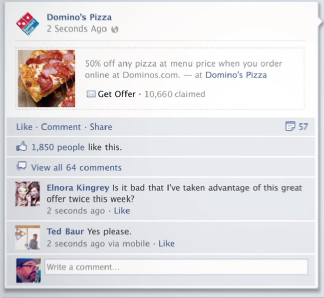 Domino's Pizza
2 Seconds Ago
50% off any pizza at menu price when you order
online at Dominos.com. — at Domino's Pizza
Get Offer · 10,660 claimed
Like · Comment · Share 57
1,850 people like this.
View all 64 comments
Elnora Kingrey Is it bad that I've taken advantage of this great
offer twice this week?
2 seconds ago · Like
Ted Baur Yes please.
2 seconds ago via mobile · Like
Write a comment...